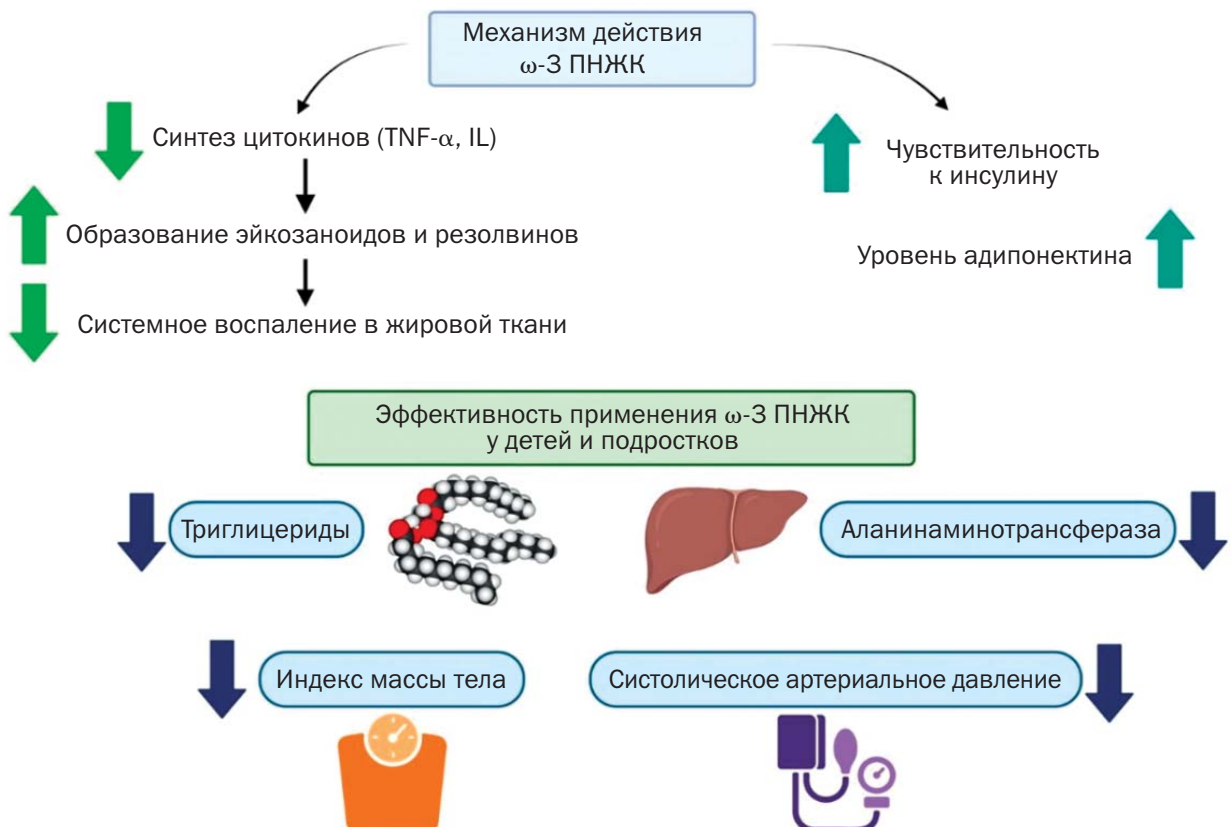 Механизм действия
ω-3 ПНЖК
Синтез цитокинов (TNF-α, IL)
Чувствительность
к инсулину
Образование эйкозаноидов и резолвинов
Уровень адипонектина
Системное воспаление в жировой ткани
Эффективность применения ω-3 ПНЖК
у детей и подростков
Триглицериды
Аланинаминотрансфераза
Индекс массы тела
Систолическое артериальное давление